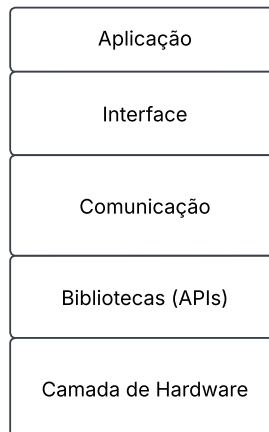 Aplicação
Interface
Comunicação
Bibliotecas (APIs)
Camada de Hardware